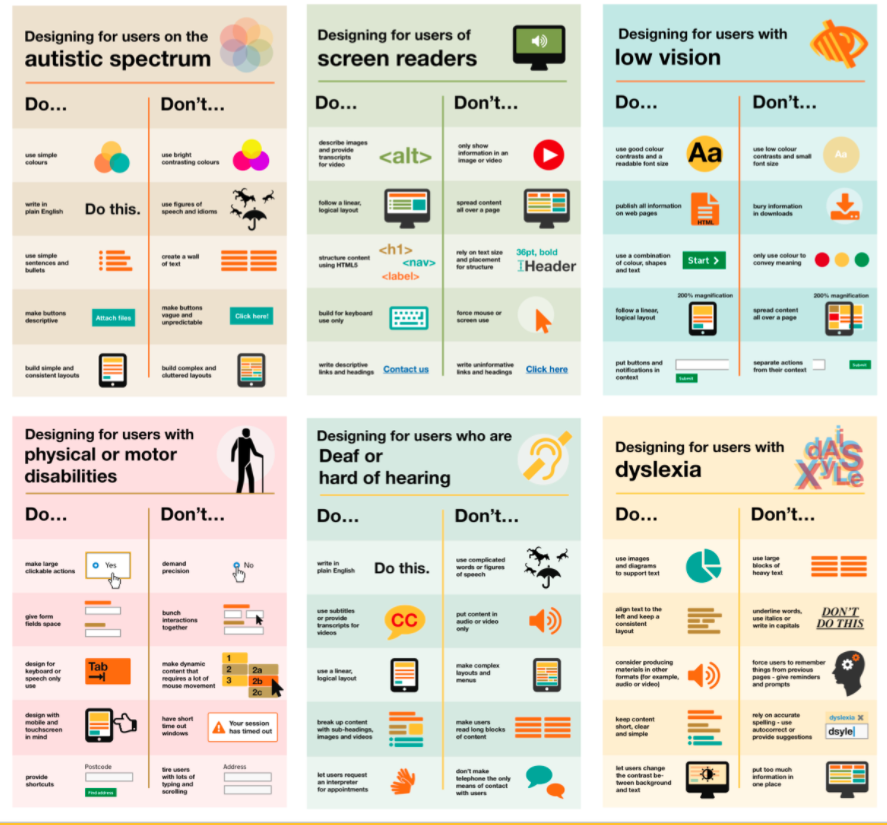 Designing for users on the
autistic spectrum
Do...
Don't...
use simple
colours
use bright
contrasting colours
write in
plain English
Do this.
use figures of
speech and idioms
use simple
sentences and
bullets
create a wall
of text
make buttons
descriptive
Attach files
make buttons
vague and
unpredictable
Click here!
build simple and
consistent layouts
build complex and
cluttered layouts
Designing for users of
screen readers
Do...
Don't...
describe images
and provide
transcripts
for video
<alt>
only show
information in an
image or video
follow a linear,
logical layout
spread content
all over a page
structure content
using HTML5
<h1>
<nav>
<label>
rely on text size
and placement
for structure
36pt, bold
Header
build for keyboard
use only
force mouse or
screen use
write descriptive
links and headings
Contact us
write uninformative
links and headings
Click here
Designing for users with
low vision
Do...
Don't...
use good colour
contrasts and a
readable font size
Aa
use low colour
contrasts and small
font size
Aa
publish all information
on web pages
HTML
bury information
in downloads
use a combination
of colour, shapes
and text
Start >
only use colour to
convey meaning
follow a linear,
logical layout
200% magnification
spread content
all over a page
200% magnification
put buttons and
notifications in
context
Submit
separate actions
from their context
Submit
Designing for users with
physical or motor
disabilities
Do...
Don't...
make large
clickable actions
Yes
demand
precision
No
give form
fields space
bunch
interactions
together
design for
keyboard or
speech only
use
Tab
make dynamic
content that
requires a lot of
mouse movement
1
2
3
2a
2b
2c
design with
mobile and
touchscreen
in mind
have short
time out
windows
Your session
has timed out
provide
shortcuts
Postcode
Find address
tire users
with lots of
typing and
scrolling
Address
Designing for users who are
Deaf or
hard of hearing
Do...
Don't...
write in
plain English
Do this.
use complicated
words or figures
of speech
use subtitles
or provide
transcripts for
videos
CC
put content in
audio or video
only
use a linear,
logical layout
make complex
layouts and
menus
break up content
with sub-headings,
images and videos
make users
read long blocks
of content
let users request
an interpreter
for appointments
don't make
telephone the only
means of contact
with users
Designing for users with
dyslexia
Do...
Don't...
use images
and diagrams
to support text
use large
blocks of
heavy text
align text to the
left and keep a
consistent
layout
underline words,
use italics or
write in capitals
DON'T
DO THIS
consider producing
materials in other
formats (for example,
audio or video)
force users to remember
things from previous
pages - give reminders
and prompts
keep content
short, clear
and simple
rely on accurate
spelling - use
autocorrect or
provide suggestions
dyslexia X
dsyle
let users change
the contrast be-
tween background
and text
put too much
information in
one place